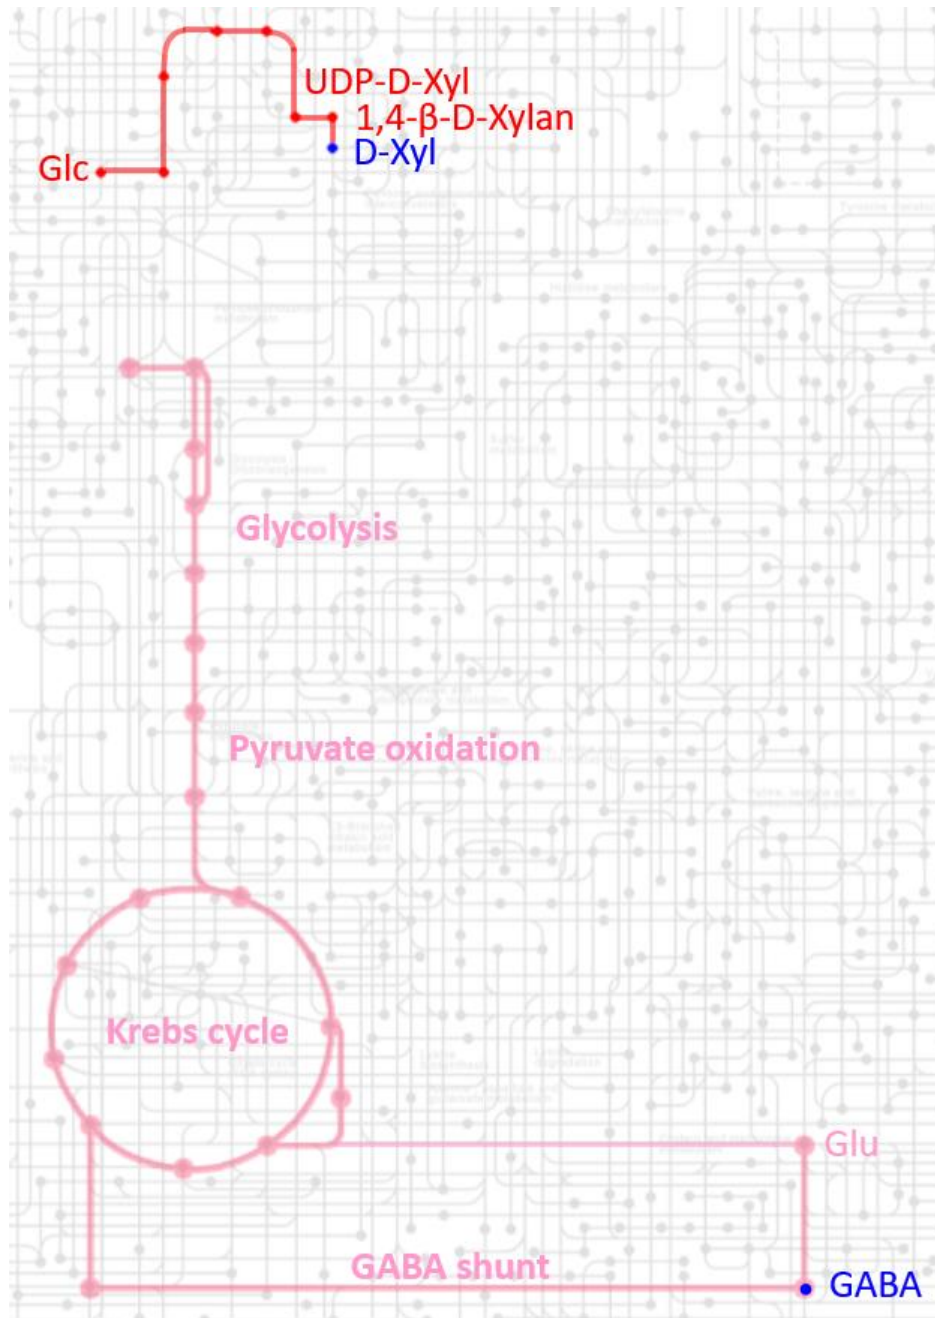 UDP-D-Xyl
1,4-β-D-Xylan
D-Xyl
Glc
Glycolysis
Pyruvate oxidation
Krebs cycle
Glu
GABA shunt
GABA